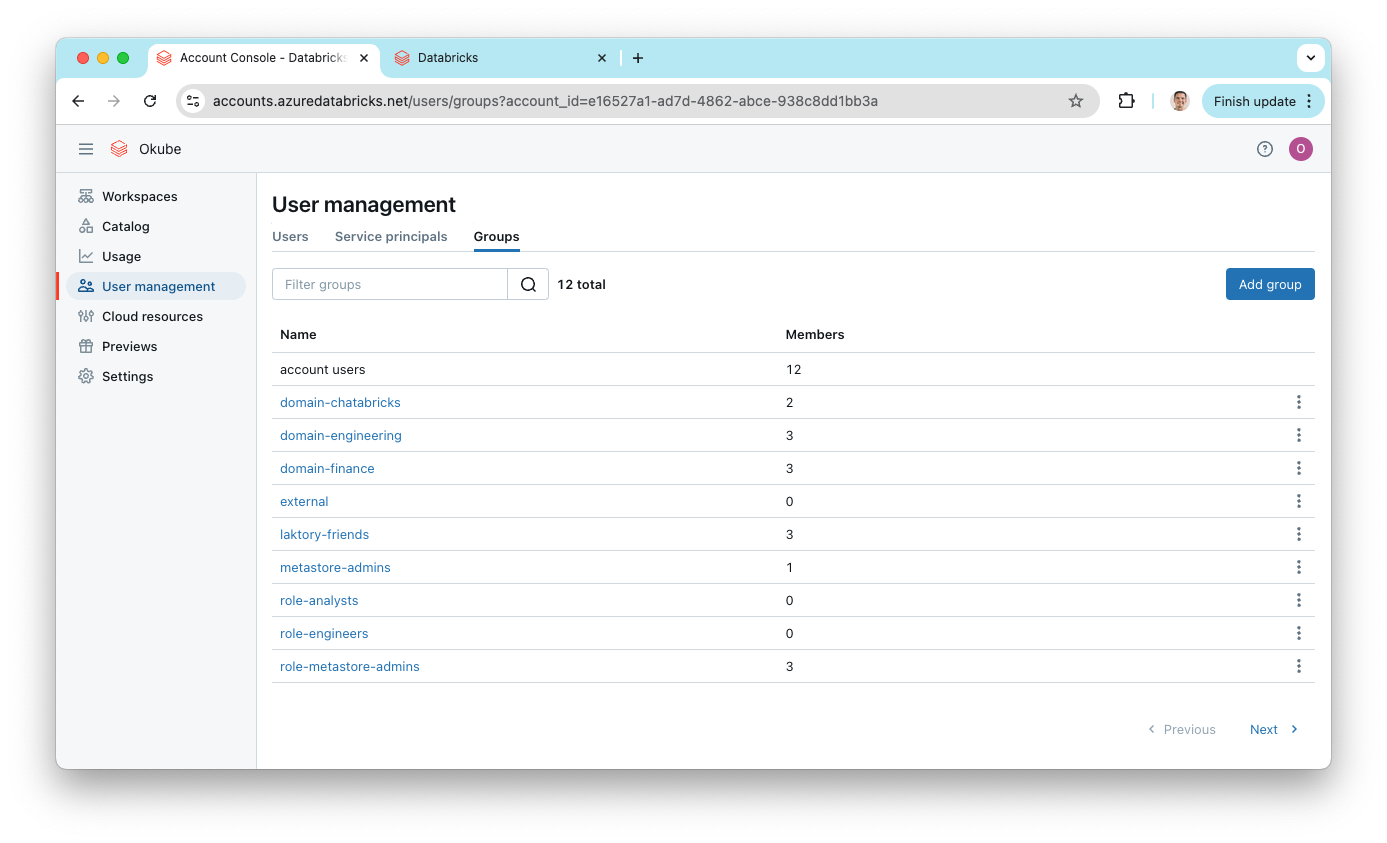 Account Console - Databricks
Databricks
accounts.azuredatabricks.net/users/groups?account_id=e16527a1-ad7d-4862-abce-938c8dd1bb3a
Finish update
Okube
O
Workspaces
Catalog
Usage
User management
Cloud resources
Previews
Settings
User management
Users Service principals Groups
Filter groups
12 total
Add group
Name Members
account users 12
domain-chatabricks 2
domain-engineering 3
domain-finance 3
external 0
laktory-friends 3
metastore-admins 1
role-analysts 0
role-engineers 0
role-metastore-admins 3
Previous Next